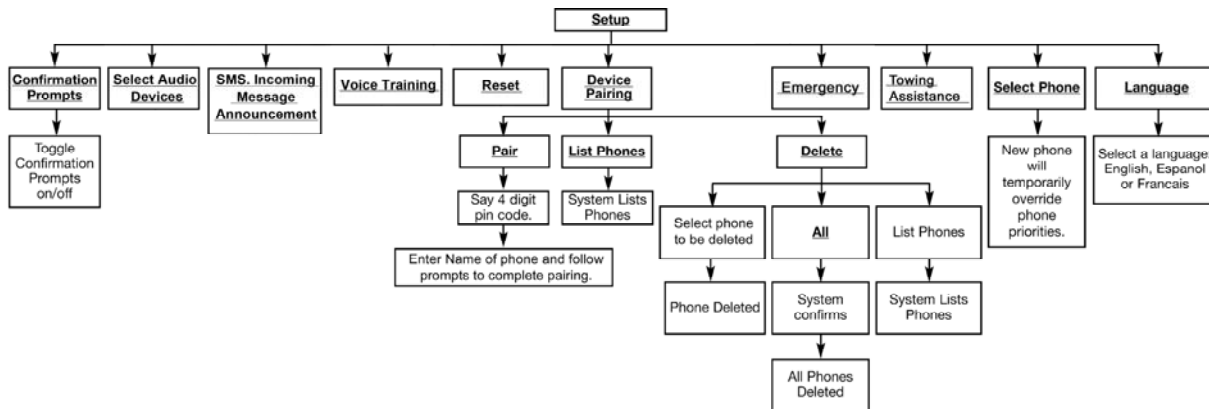 Setup
Confirmation
Prompts
Select Audio
Devices
SMS. Incoming
Message
Announcement
Voice Training
Reset
Device
Pairing
Emergency
Towing
Assistance
Select Phone
Language
Toggle
Confirmation
Prompts
on/off
Pair
List Phones
Delete
New phone
will
temporarily
override
phone
priorities.
Select a language:
English, Espanol
or Francais
Say 4 digit
pin code.
System Lists
Phones
Select phone
to be deleted
All
List Phones
Enter Name of phone and follow
prompts to complete pairing.
Phone Deleted
System
confirms
System Lists
Phones
All Phones
Deleted